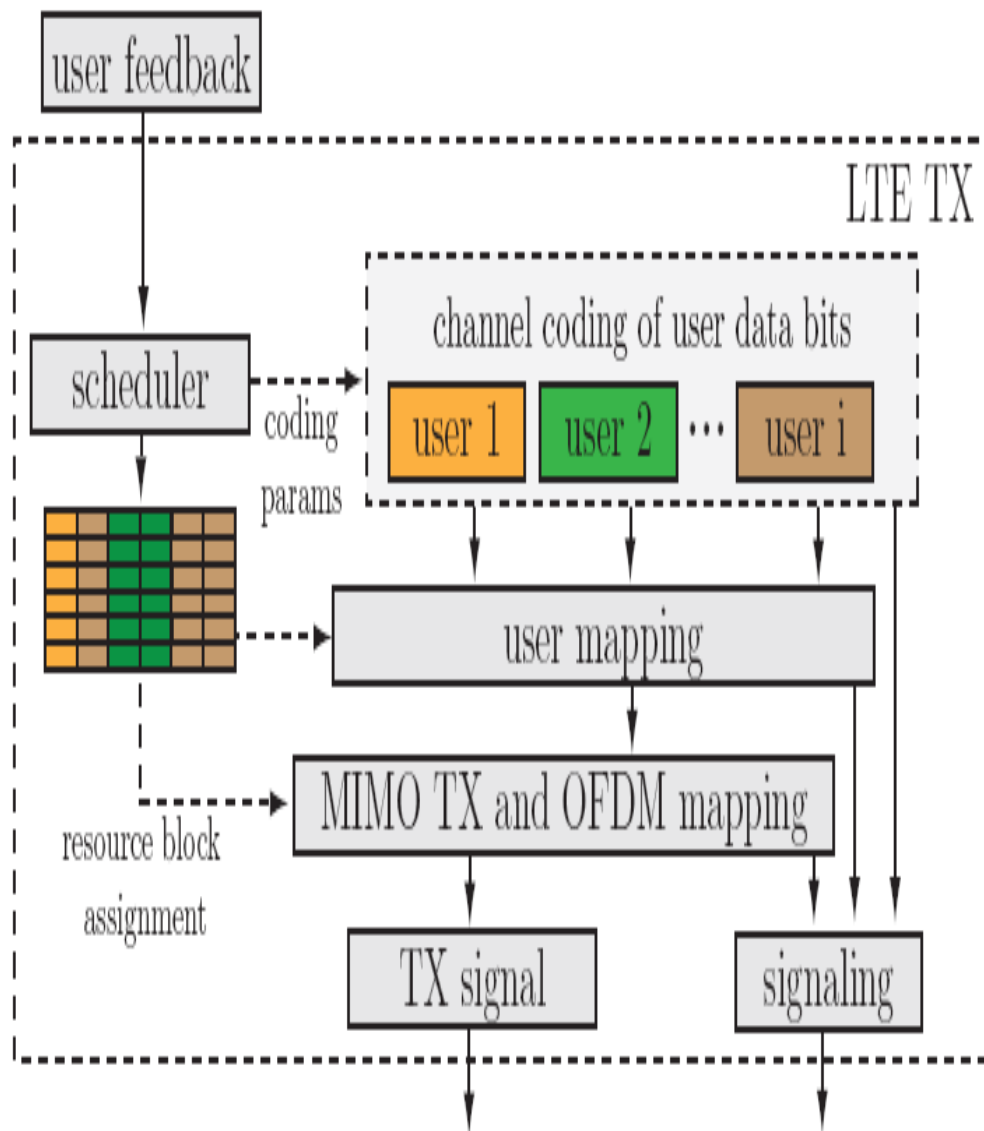 user feedback
LTE TX
channel coding of user data bits
scheduler
coding
params
user 1
user 2
...
user i
user mapping
MIMO TX and OFDM mapping
resource block
assignment
TX signal
signaling